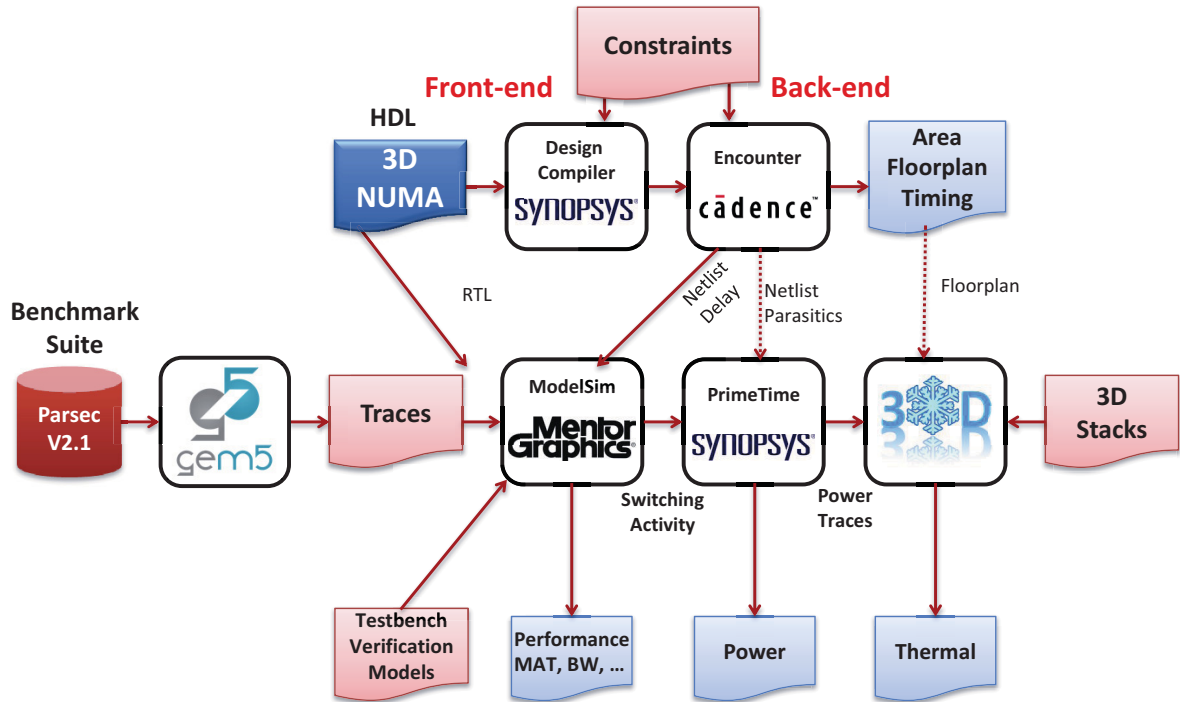 Constraints
Front-end
Back-end
HDL
3D
NUMA
Design
Compiler
SYNOPSYS®
Encounter
cādence™
Area
Floorplan
Timing
RTL
Netlist
Delay
Netlist
Parasitics
Floorplan
Benchmark
Suite
Parsec
V2.1
gem5
Traces
ModelSim
Mentor
Graphics®
PrimeTime
SYNOPSYS®
3D
3D
Stacks
Switching
Activity
Power
Traces
Testbench
Verification
Models
Performance
MAT, BW, ...
Power
Thermal